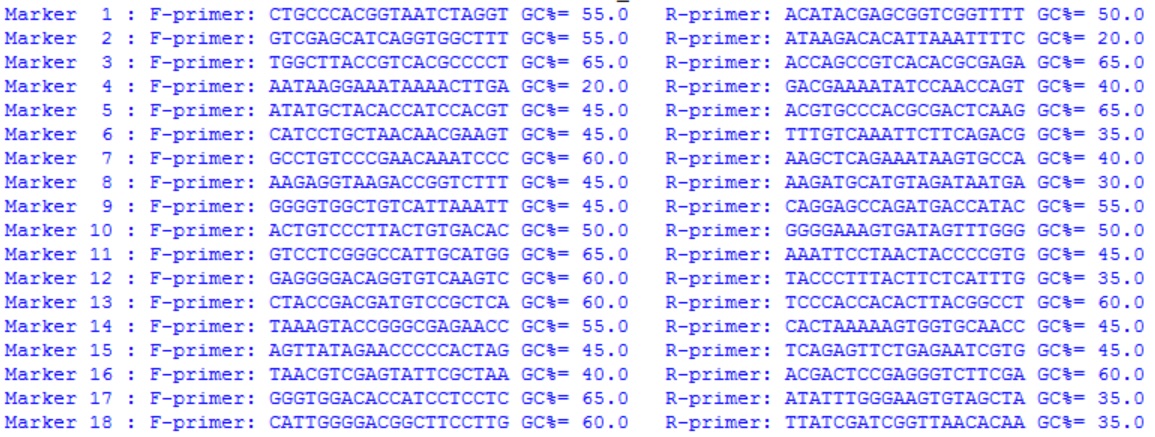 Marker  1 : F-primer: CTGCCCACGGTAATCTAGGT GC%= 55.0   R-primer: ACATACGAGCGGTCGGTTTT GC%= 50.0
Marker  2 : F-primer: GTCGAGCATCAGGTGGCTTT GC%= 55.0   R-primer: ATAAGACACATTAAATTTTC GC%= 20.0
Marker  3 : F-primer: TGGCTTACCGTCACGCCCCT GC%= 65.0   R-primer: ACCAGCCGTCACACGCGAGA GC%= 65.0
Marker  4 : F-primer: AATAAGGAAATAAAACTTGA GC%= 20.0   R-primer: GACGAAAATATCCAACCAGT GC%= 40.0
Marker  5 : F-primer: ATATGCTACACCATCCACGT GC%= 45.0   R-primer: ACGTGCCCACGCGACTCAAG GC%= 65.0
Marker  6 : F-primer: CATCCTGCTAACAACGAAGT GC%= 45.0   R-primer: TTTGTCAAATTCTTCAGACG GC%= 35.0
Marker  7 : F-primer: GCCTGTCCCGAACAAATCCC GC%= 60.0   R-primer: AAGCTCAGAAATAAGTGCCA GC%= 40.0
Marker  8 : F-primer: AAGAGGTAAGACCGGTCTTT GC%= 45.0   R-primer: AAGATGCATGTAGATAATGA GC%= 30.0
Marker  9 : F-primer: GGGGTGGCTGTCATTAAATT GC%= 45.0   R-primer: CAGGAGCCAGATGACCATAC GC%= 55.0
Marker 10 : F-primer: ACTGTCCCTTACTGTGACAC GC%= 50.0   R-primer: GGGGAAAGTGATAGTTTGGG GC%= 50.0
Marker 11 : F-primer: GTCCTCGGGCCATTGCATGG GC%= 65.0   R-primer: AAATTCCTAACTACCCCGTG GC%= 45.0
Marker 12 : F-primer: GAGGGGACAGGTGTCAAGTC GC%= 60.0   R-primer: TACCCTTTACTTCTCATTTG GC%= 35.0
Marker 13 : F-primer: CTACCGACGATGTCCGCTCA GC%= 60.0   R-primer: TCCCACCACACTTACGGCCT GC%= 60.0
Marker 14 : F-primer: TAAAGTACCGGGCGAGAACC GC%= 55.0   R-primer: CACTAAAAAGTGGTGCAACC GC%= 45.0
Marker 15 : F-primer: AGTTATAGAACCCCCACTAG GC%= 45.0   R-primer: TCAGAGTTCTGAGAATCGTG GC%= 45.0
Marker 16 : F-primer: TAACGTCGAGTATTCGCTAA GC%= 40.0   R-primer: ACGACTCCGAGGGTCTTCGA GC%= 60.0
Marker 17 : F-primer: GGGTGGACACCATCCTCCTC GC%= 65.0   R-primer: ATATTTGGGAAGTGTAGCTA GC%= 35.0
Marker 18 : F-primer: CATTGGGGACGGCTTCCTTG GC%= 60.0   R-primer: TTATCGATCGGTTAACACAA GC%= 35.0